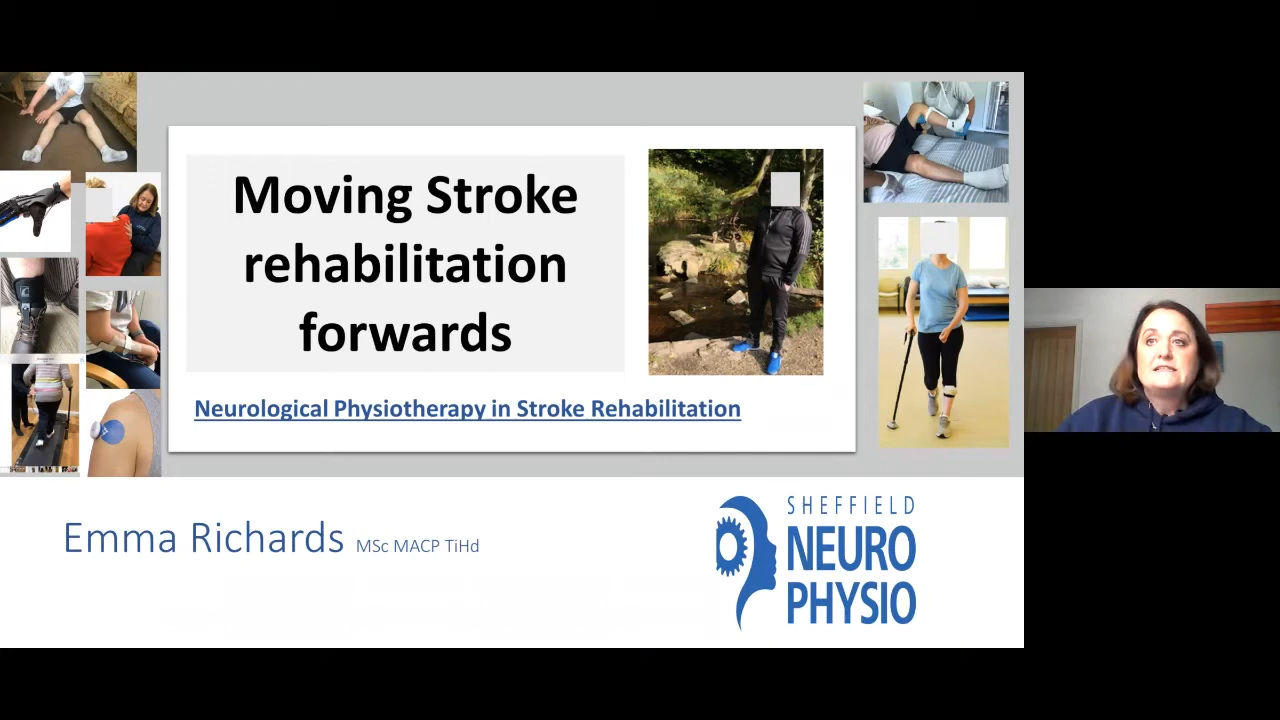 Moving Stroke
rehabilitation
forwards
Neurological Physiotherapy in Stroke Rehabilitation
Emma Richards MSc MACP TiHd
SHEFFIELD
NEURO
PHYSIO